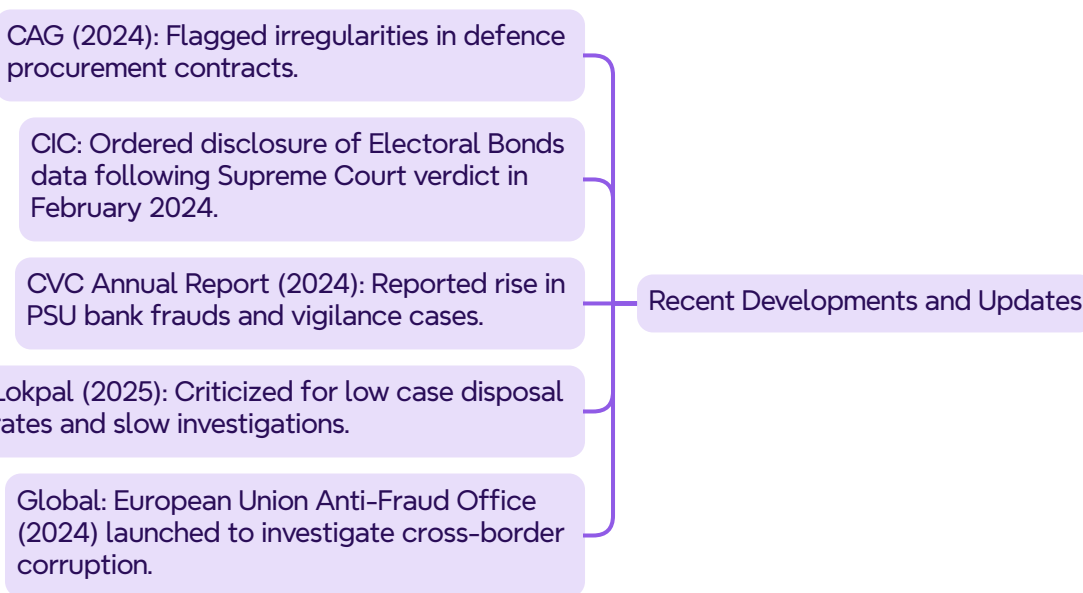 CAG (2024): Flagged irregularities in defence
procurement contracts.
CIC: Ordered disclosure of Electoral Bonds
data following Supreme Court verdict in
February 2024.
CVC Annual Report (2024): Reported rise in
PSU bank frauds and vigilance cases.
Lokpal (2025): Criticized for low case disposal
rates and slow investigations.
Global: European Union Anti-Fraud Office
(2024) launched to investigate cross-border
corruption.
Recent Developments and Updates